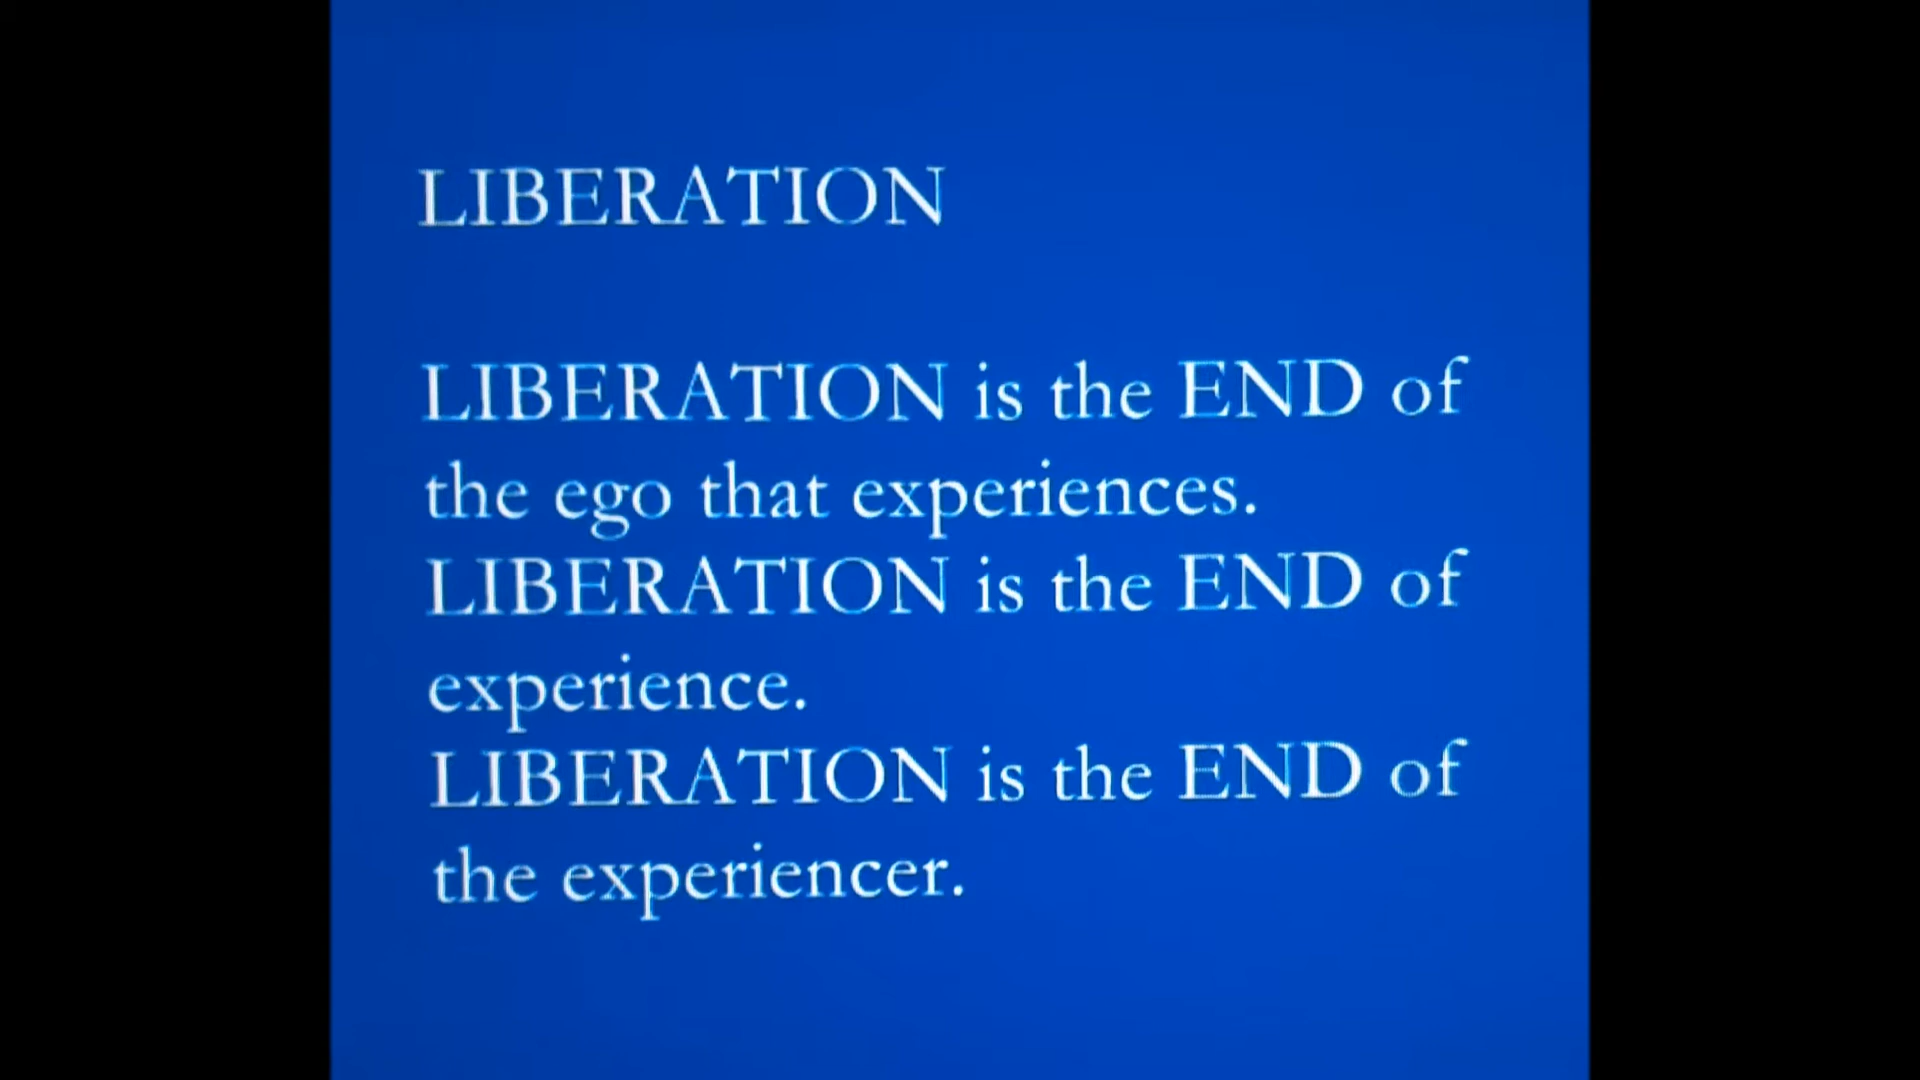 LIBERATION
LIBERATION is the END of
the ego that experiences.
LIBERATION is the END of
experience.
LIBERATION is the END of
the experiencer.